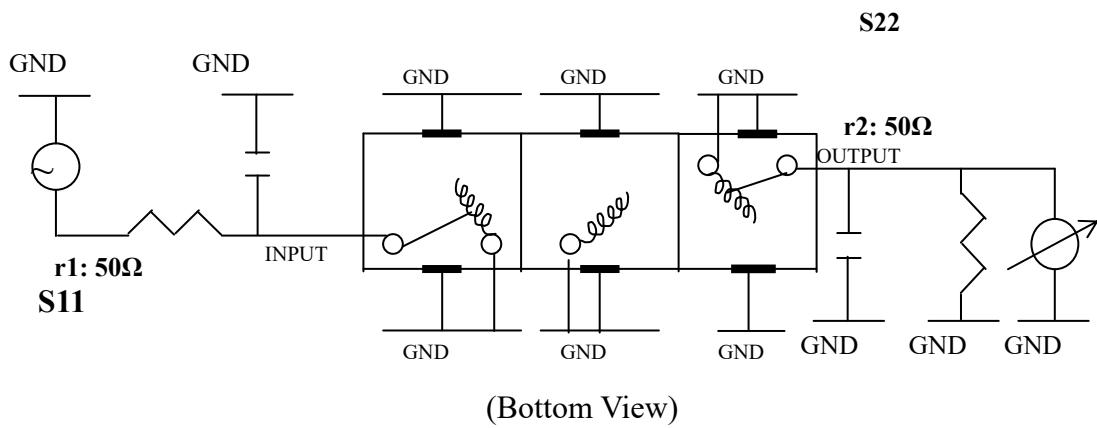 S22
GND GND GND GND GND
r2: 50Ω
OUTPUT
INPUT
r1: 50Ω
S11
GND GND GND GND GND GND
(Bottom View)